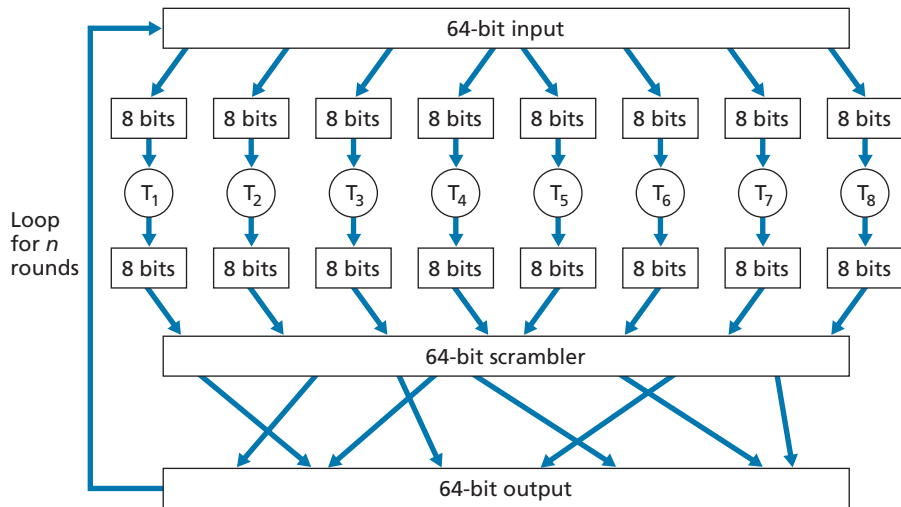 64-bit input
8 bits 8 bits 8 bits 8 bits 8 bits 8 bits 8 bits 8 bits
T1 T2 T3 T4 T5 T6 T7 T8
Loop
for n
rounds
8 bits 8 bits 8 bits 8 bits 8 bits 8 bits 8 bits 8 bits
64-bit scrambler
64-bit output